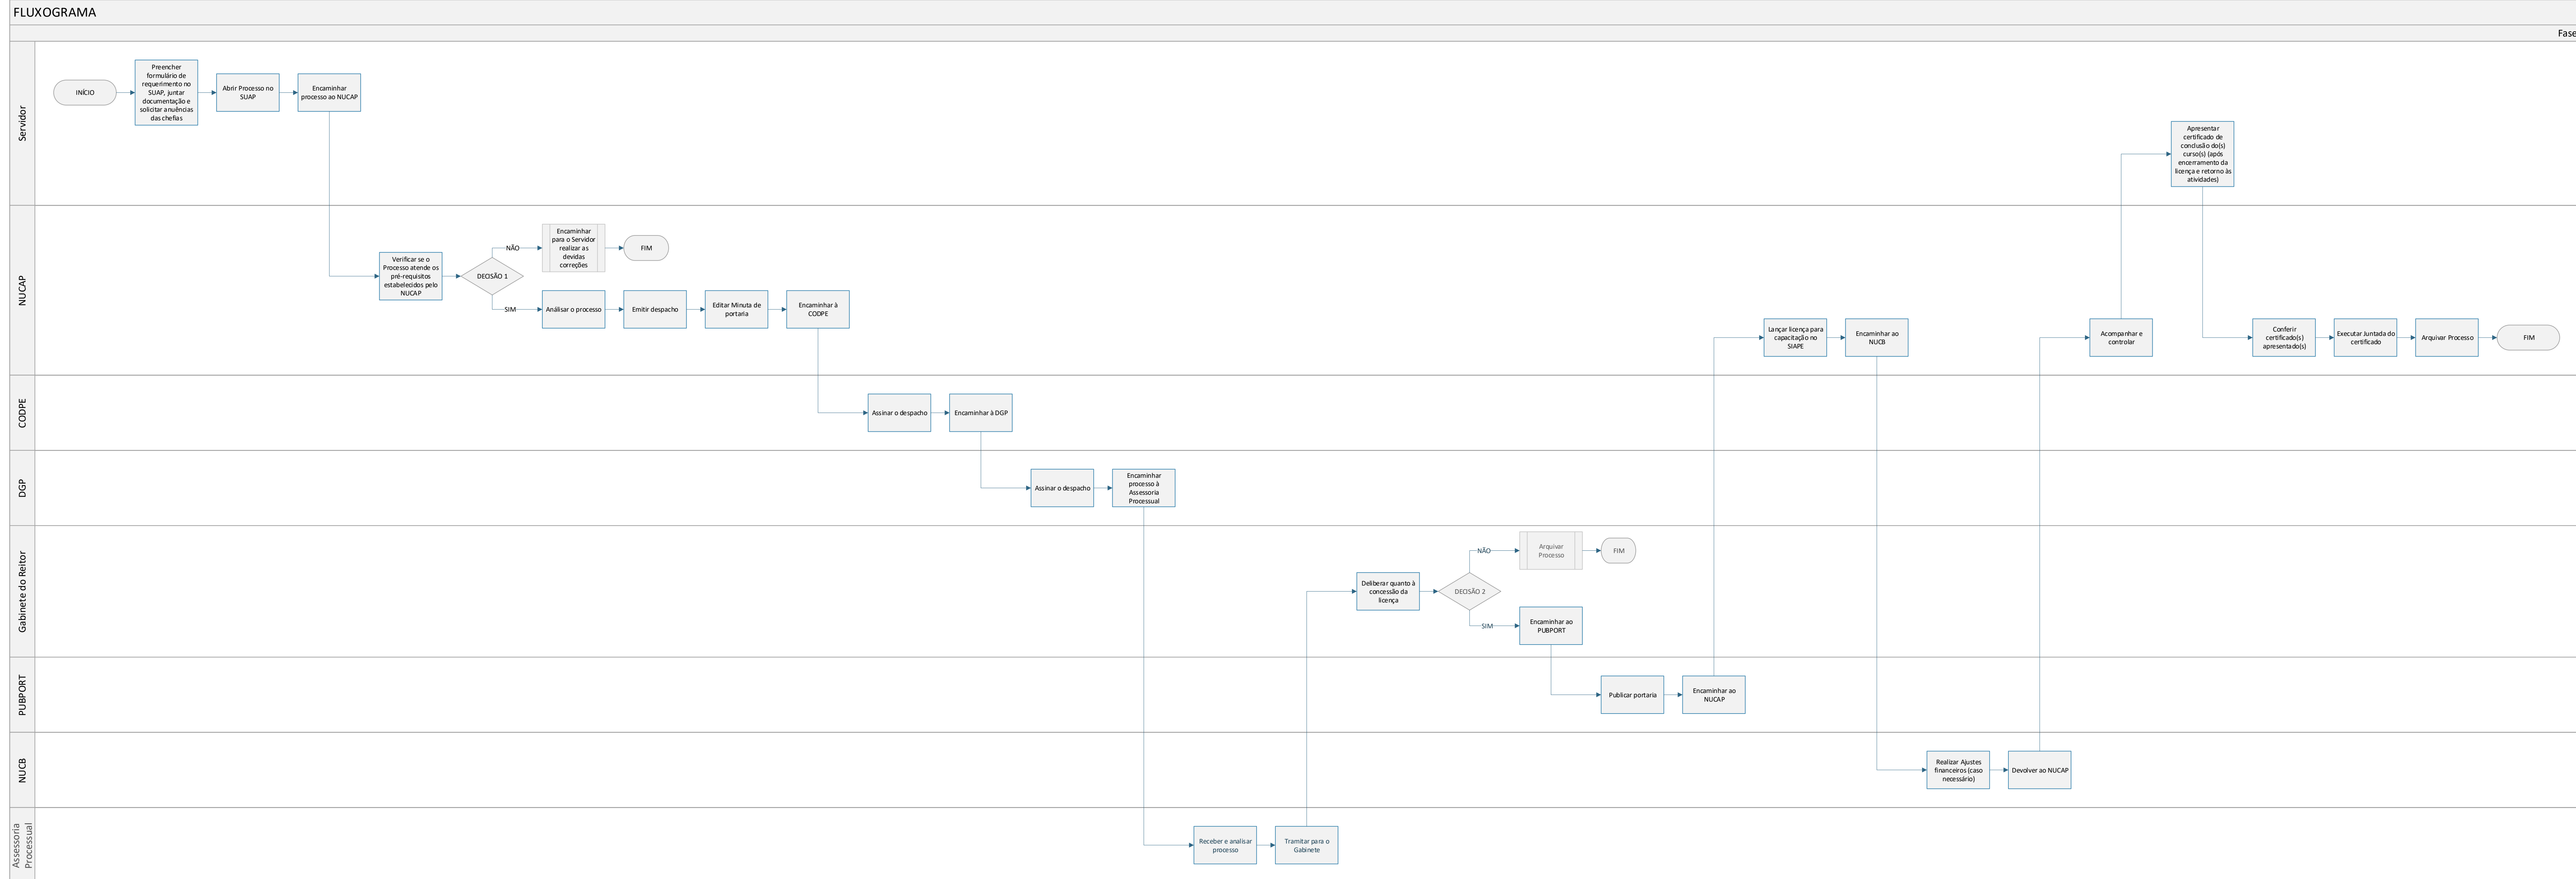 FLUXOGRAMA
Fase
Servidor
INÍCIO
Preencher
formulário de
requerimento no
SUAP, juntar
documentação e
solicitar anuências
das chefias
Abrir Processo no
SUAP
Encaminhar
processo ao NUCAP
Apresentar
certificado de
conclusão do(s)
curso(s) (após
encerramento da
licença e retorno às
atividades)
NUCAP
Verificar se o
Processo atende os
pré-requisitos
estabelecidos pelo
NUCAP
DECISÃO 1
NÃO
Encaminhar
para o Servidor
realizar as
devidas
correções
FIM
SIM
Análisar o processo
Emitir despacho
Editar Minuta de
portaria
Encaminhar à
CODPE
Lançar licença para
capacitação no
SIAPE
Encaminhar ao
NUCB
Acompanhar e
controlar
Conferir
certificado(s)
apresentado(s)
Executar Juntada do
certificado
Arquivar Processo
FIM
CODPE
Assinar o despacho
Encaminhar à DGP
DGP
Assinar o despacho
Encaminhar
processo à
Assessoria
Processual
Gabinete do Reitor
Deliberar quanto à
concessão da
licença
DECISÃO 2
NÃO
Arquivar
Processo
FIM
SIM
Encaminhar ao
PUBPORT
PUBPORT
Publicar portaria
Encaminhar ao
NUCAP
NUCB
Realizar Ajustes
financeiros (caso
necessário)
Devolver ao NUCAP
Assessoria
Processual
Receber e analisar
processo
Tramitar para o
Gabinete